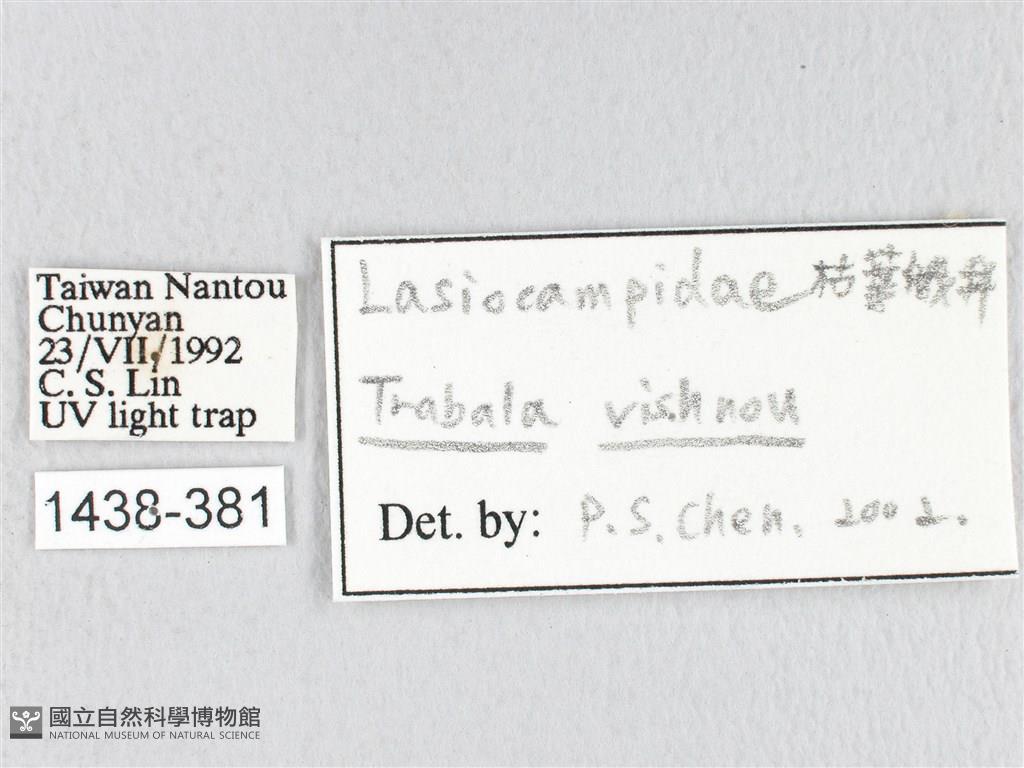 Taiwan Nantou
Chunyan
23/VII/1992
C. S. Lin
UV light trap
1438-381
Lasiocampidae 枯葉蛾科
Trabala vishnou
Det. by: P.S. Chen. 2002.
國立自然科學博物館
NATIONAL MUSEUM OF NATURAL SCIENCE